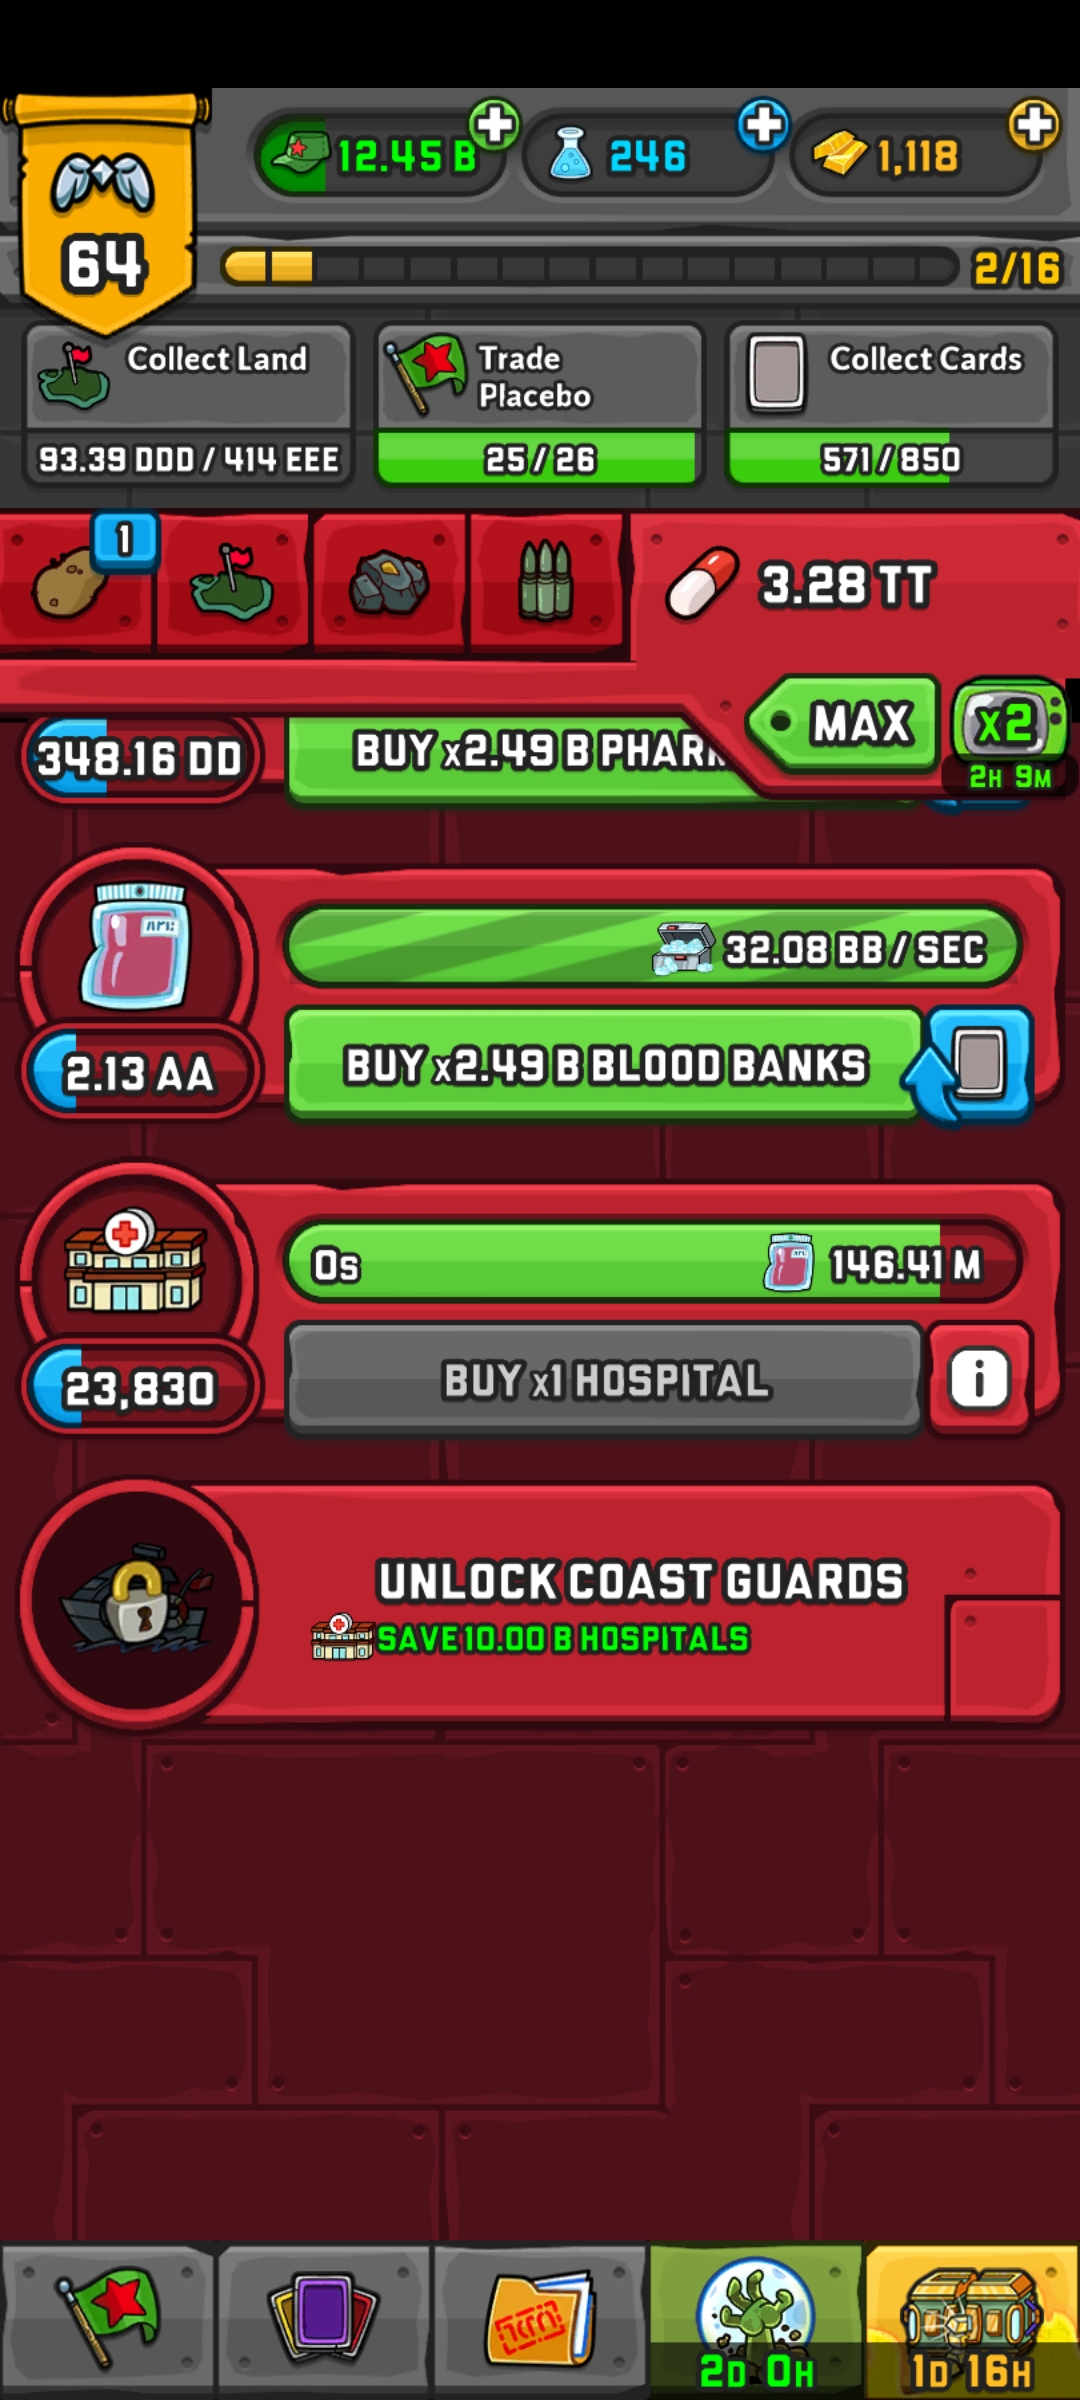 12.45 B
246
1,118
64
2/16
Collect Land
93.39 DDD / 414 EEE
Trade
Placebo
25 / 26
Collect Cards
571 / 850
1
3.28 TT
MAX
x2
2H 9M
348.16 DD
BUY x2.49 B
32.08 BB / SEC
2.13 AA
BUY x2.49 B BLOOD BANKS
0s
146.41 M
23,830
BUY x1 HOSPITAL
i
UNLOCK COAST GUARDS
SAVE 10.00 B HOSPITALS
2D 0H
1D 16H